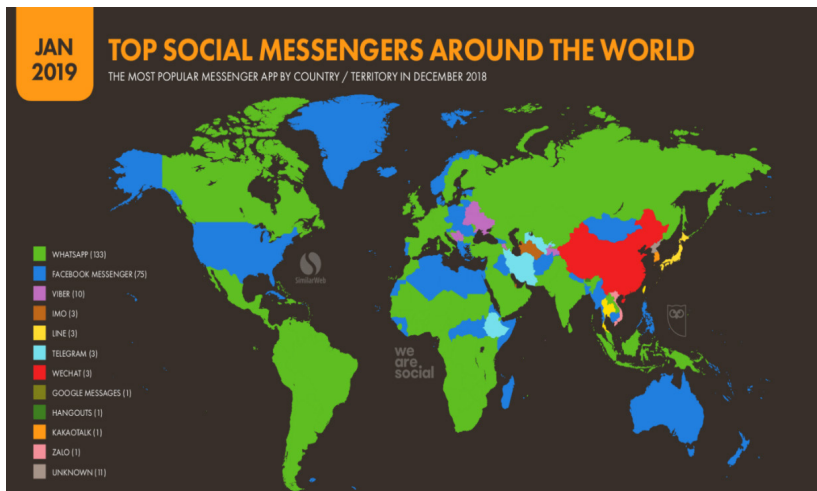 JAN
2019
TOP SOCIAL MESSENGERS AROUND THE WORLD
THE MOST POPULAR MESSENGER APP BY COUNTRY / TERRITORY IN DECEMBER 2018
WHATSAPP (133)
FACEBOOK MESSENGER (75)
VIBER (10)
IMO (3)
LINE (3)
TELEGRAM (3)
WECHAT (3)
GOOGLE MESSAGES (1)
HANGOUTS (1)
KAKAOTALK (1)
ZALO (1)
UNKNOWN (11)
SimilarWeb
we
are
social